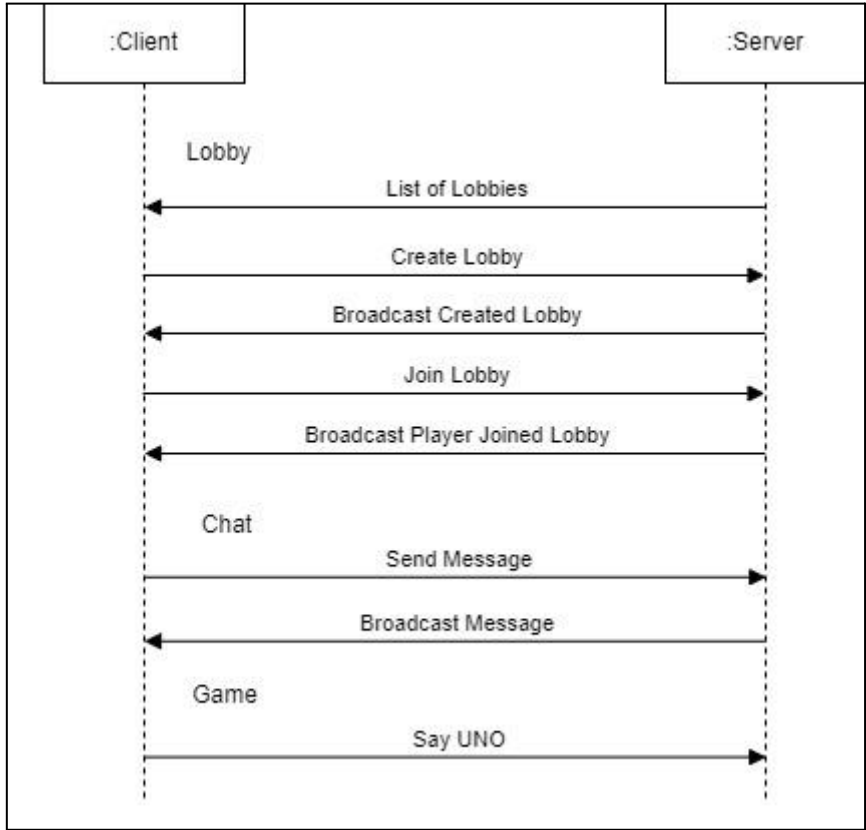 :Client
:Server
Lobby
List of Lobbies
Create Lobby
Broadcast Created Lobby
Join Lobby
Broadcast Player Joined Lobby
Chat
Send Message
Broadcast Message
Game
Say UNO